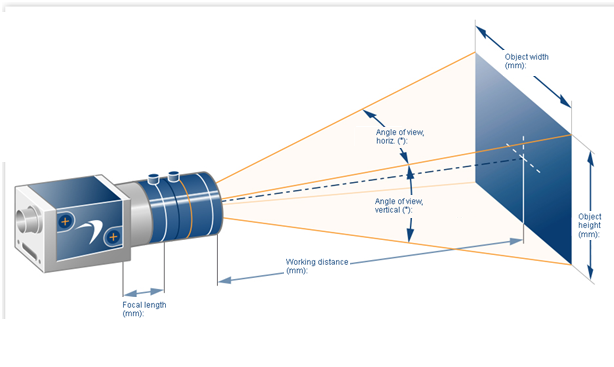 Object width
(mm):
Angle of view,
horiz. (°):
Angle of view,
vertical (°):
Object
height
(mm):
Working distance
(mm):
Focal length
(mm):